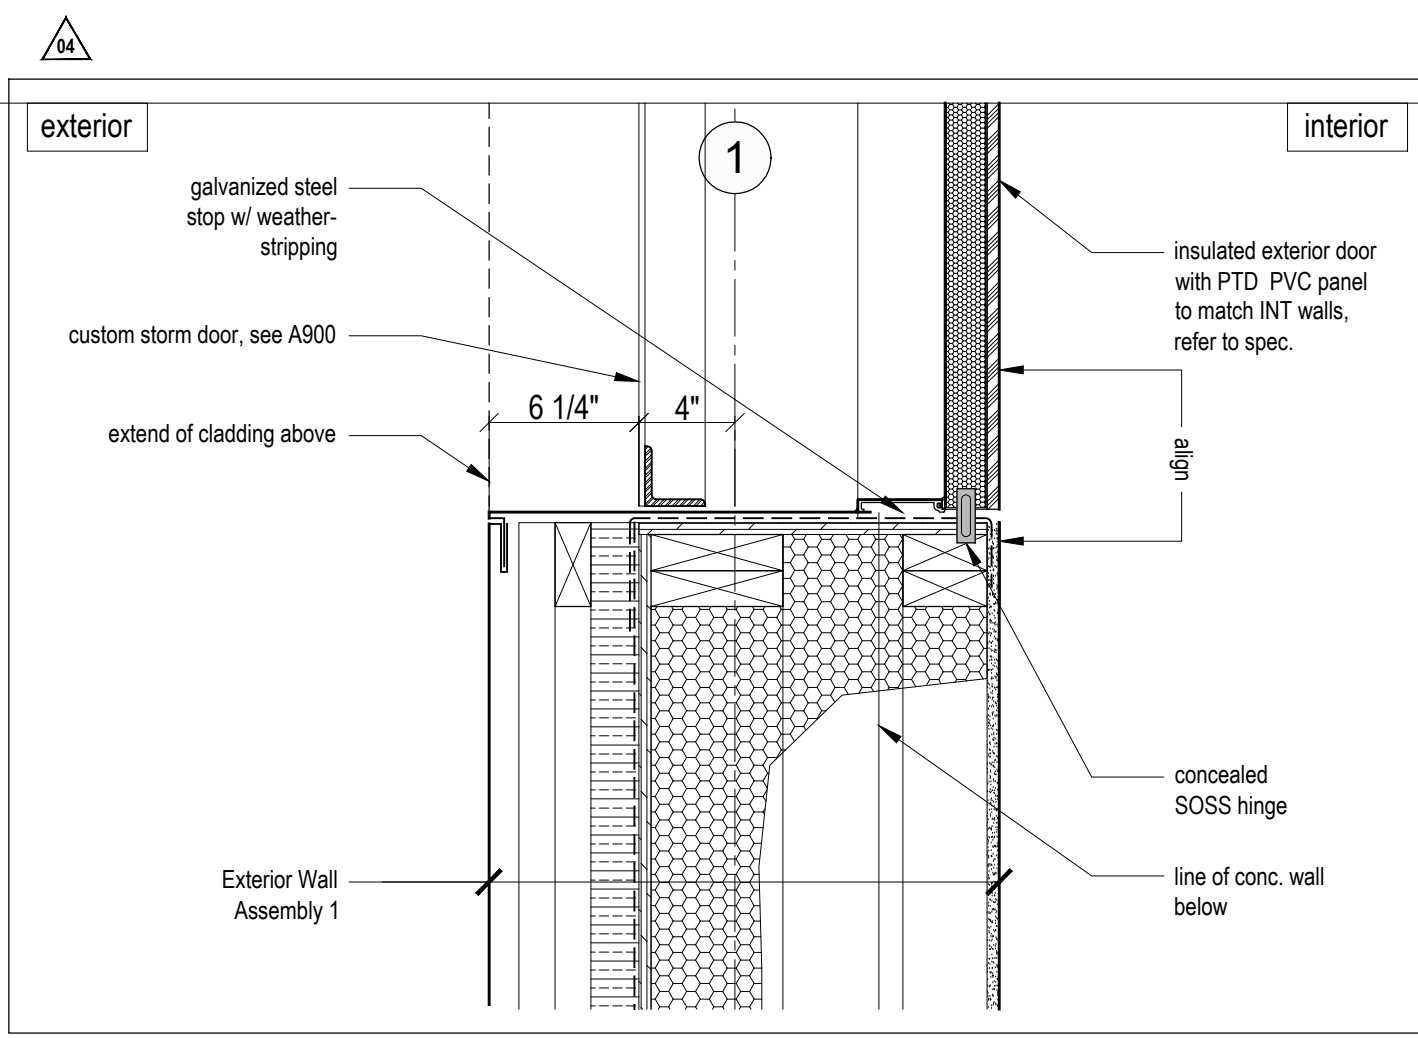 04
exterior
interior
1
galvanized steel
stop w/ weather-
stripping
insulated exterior door
with PTD PVC panel
to match INT walls,
refer to spec.
custom storm door, see A900
6 1/4"
4"
extend of cladding above
align
concealed
SOSS hinge
Exterior Wall
Assembly 1
line of conc. wall
below